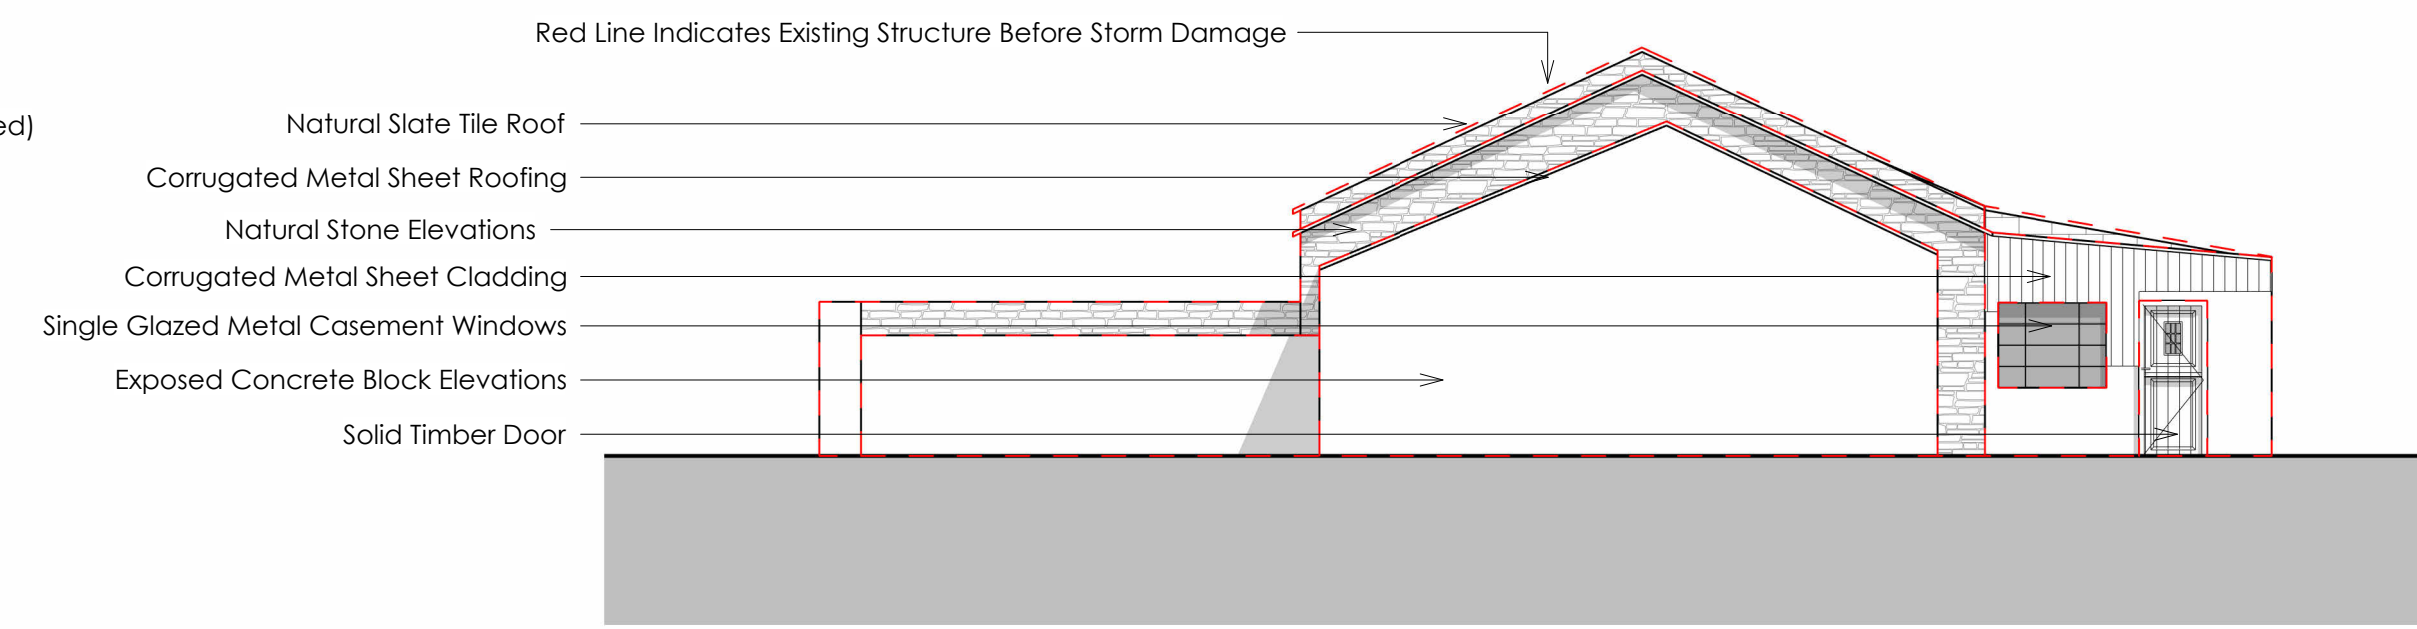 Red Line Indicates Existing Structure Before Storm Damage
ed)
Natural Slate Tile Roof
Corrugated Metal Sheet Roofing
Natural Stone Elevations
Corrugated Metal Sheet Cladding
Single Glazed Metal Casement Windows
Exposed Concrete Block Elevations
Solid Timber Door